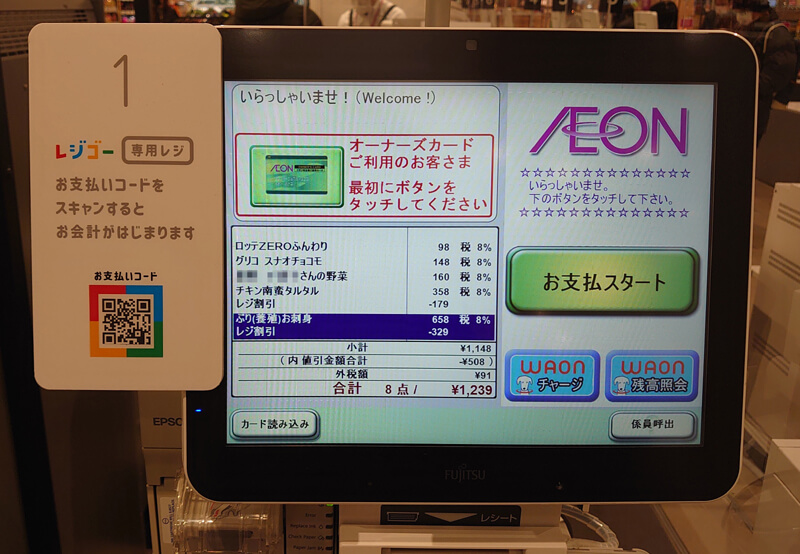 1
レジゴー 専用レジ
お支払いコードを
スキャンすると
お会計がはじまります
お支払いコード
いらっしゃいませ！(Welcome！)
AEON
オーナーズカード
ご利用のお客さま
最初にボタンを
タッチしてください
ロッテZEROふんわり 98 税 8%
グリコ スナオチョコモ 148 税 8%
さんの野菜 160 税 8%
チキン南蛮タルタル 358 税 8%
レジ割引 -179
ぶり(養殖)お刺身 658 税 8%
レジ割引 -329
小計 ¥1,148
(内 値引金額合計 -¥508)
外税額 ¥91
合計 8点/ ¥1,239
カード読み込み
AEON
☆☆☆☆☆☆☆☆☆☆☆☆☆☆
いらっしゃいませ。
下のボタンをタッチして下さい。
☆☆☆☆☆☆☆☆☆☆☆☆☆☆
お支払スタート
WAON
チャージ
WAON
残高照会
係員呼出
FUJITSU
EPSO
レシート